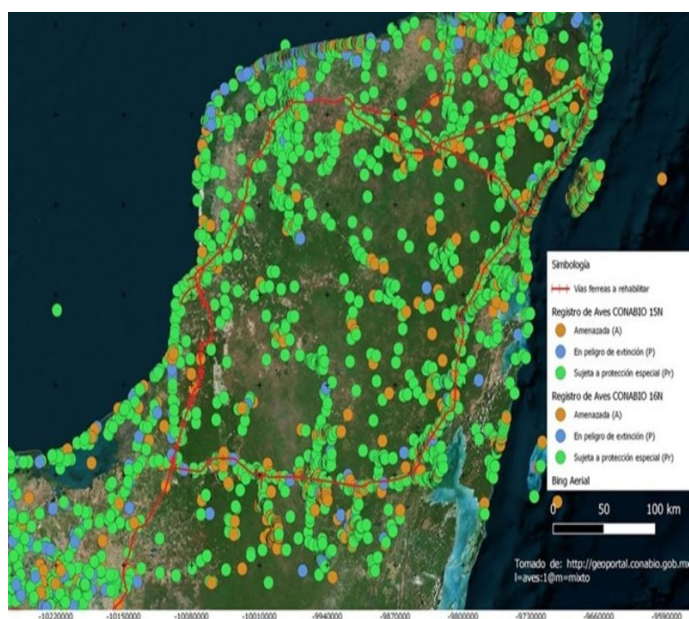 Simbología
Vías ferreas a rehabilitar
Registro de Aves CONABIO 15N
Amenazada (A)
En peligro de extinción (P)
Sujeta a protección especial (Pr)
Registro de Aves CONABIO 16N
Amenazada (A)
En peligro de extinción (P)
Sujeta a protección especial (Pr)
Bing Aerial
0 50 100 km
Tomado de: http://geoportal.conabio.gob.mx
l=aves:1@m=mixto
-10220000 -10150000 -10080000 -10010000 -9940000 -9870000 -9800000 -9730000 -9660000 -9590000